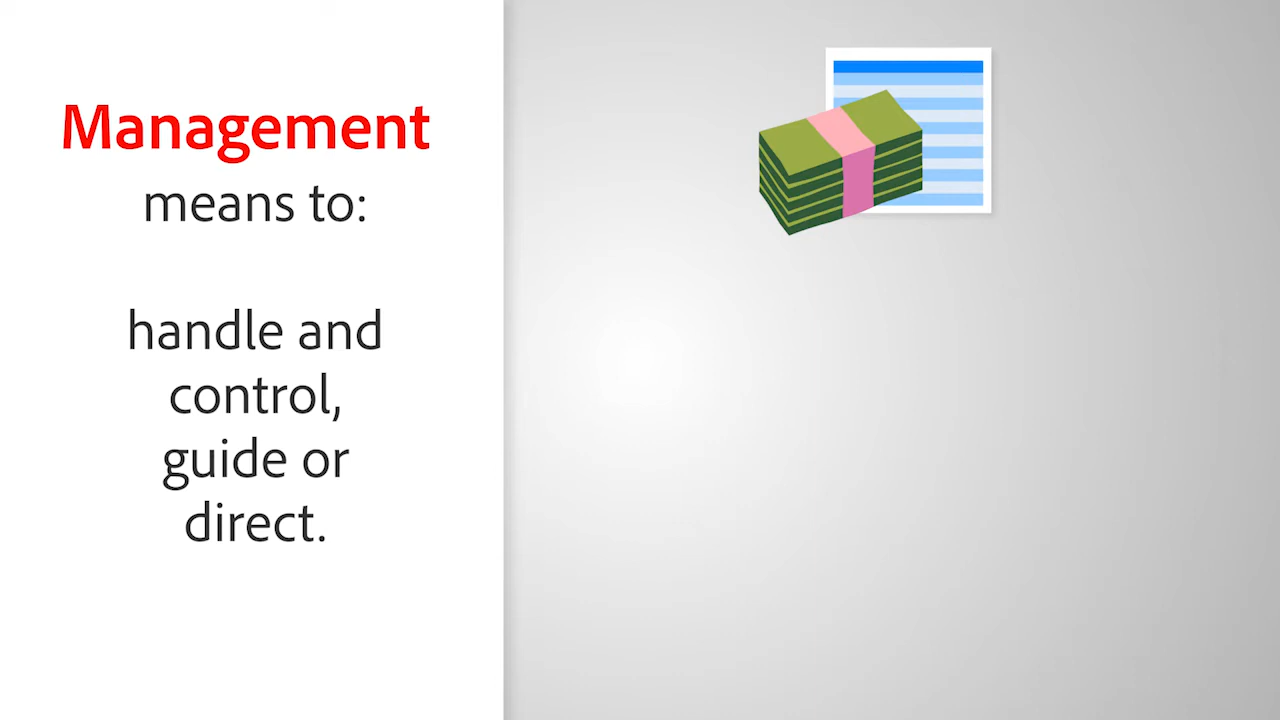 Management
means to:
handle and
control,
guide or
direct.